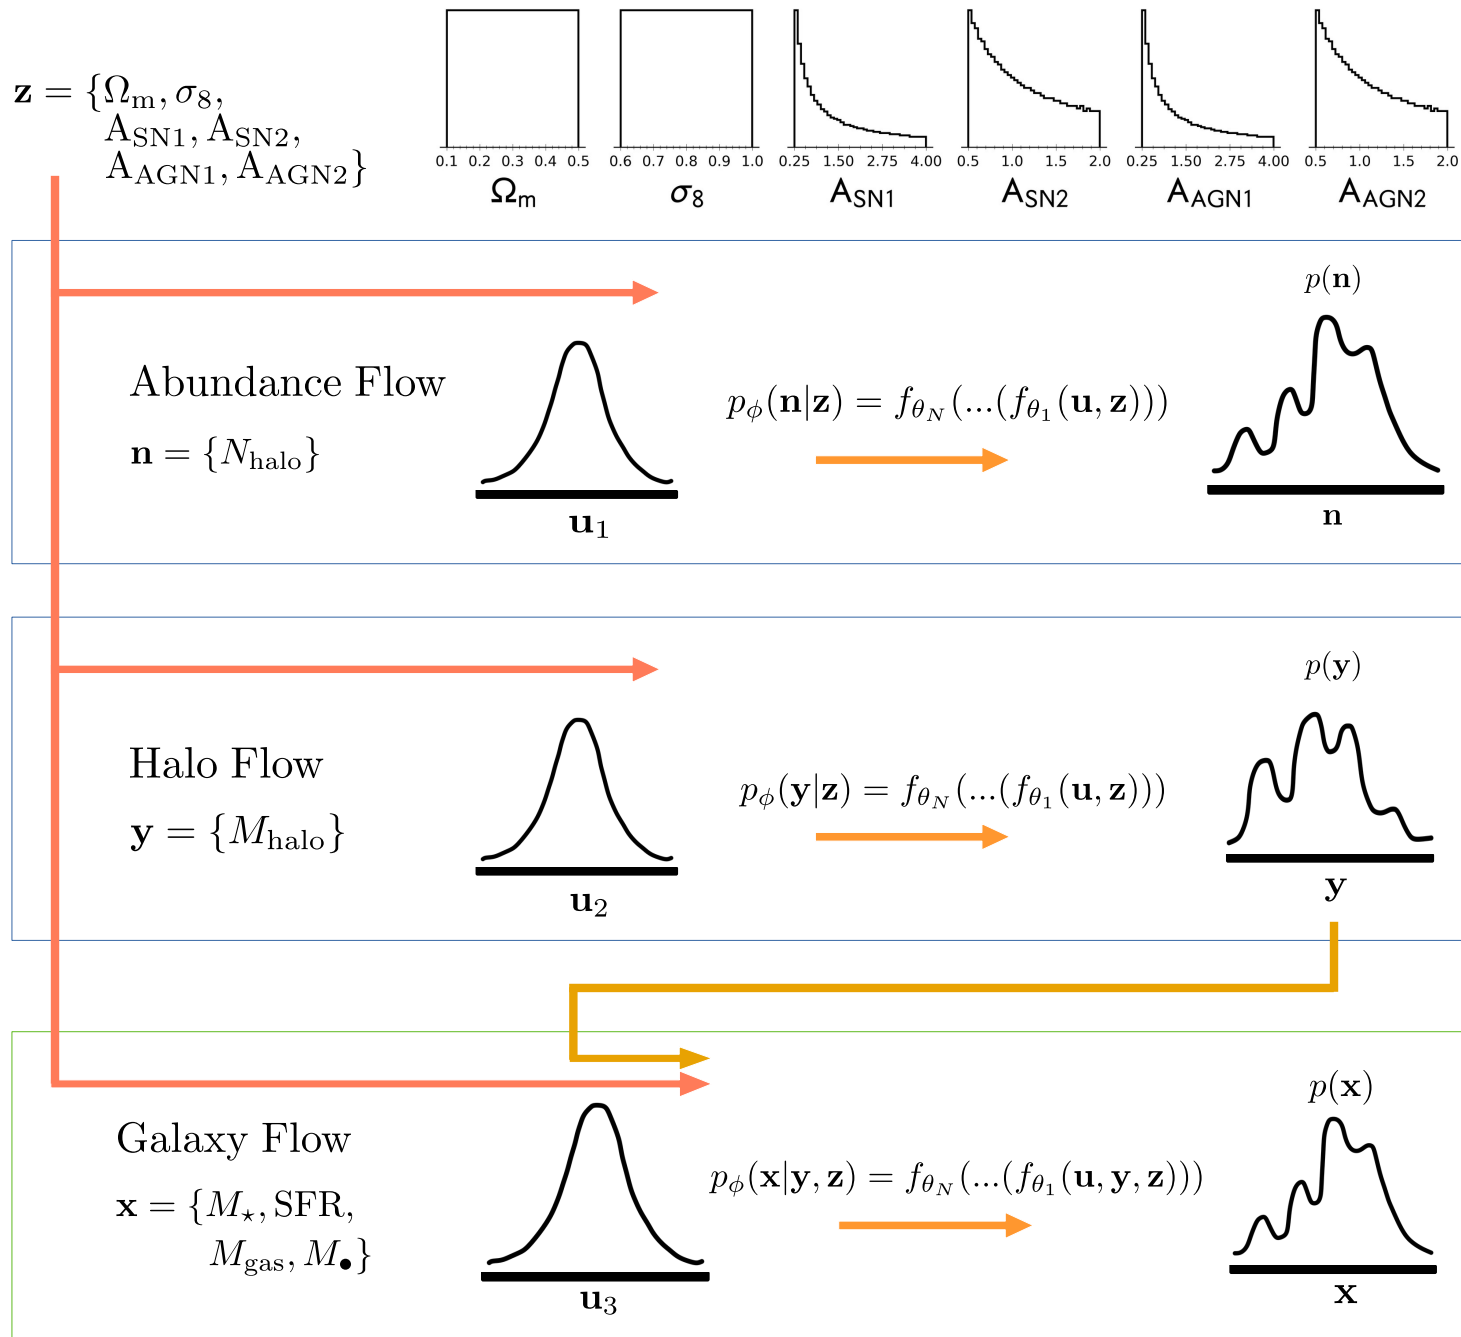 z = {Ωm, σ8,
ASN1, ASN2,
AAGN1, AAGN2}
0.1 0.2 0.3 0.4 0.5
Ωm
0.6 0.7 0.8 0.9 1.0
σ8
0.25 1.50 2.75 4.00
ASN1
0.5 1.0 1.5 2.0
ASN2
0.25 1.50 2.75 4.00
AAGN1
0.5 1.0 1.5 2.0
AAGN2
Abundance Flow
n = {Nhalo}
u1
pϕ(n|z) = fθN(...(fθ1(u, z)))
p(n)
n
Halo Flow
y = {Mhalo}
u2
pϕ(y|z) = fθN(...(fθ1(u, z)))
p(y)
y
Galaxy Flow
x = {M⋆, SFR,
Mgas, M•}
u3
pϕ(x|y, z) = fθN(...(fθ1(u, y, z)))
p(x)
x